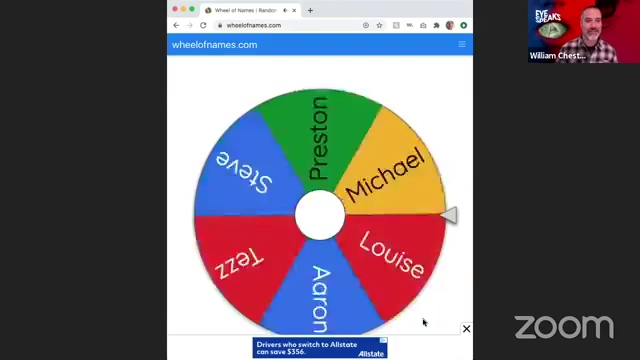 Wheel of Names | Random
wheelofnames.com
wheelofnames.com
EYE
SPEAKS
William Chest...
Preston
Michael
Steve
Louise
Tezz
Aaron
Drivers who switch to Allstate
can save $356.
Allstate
zoom